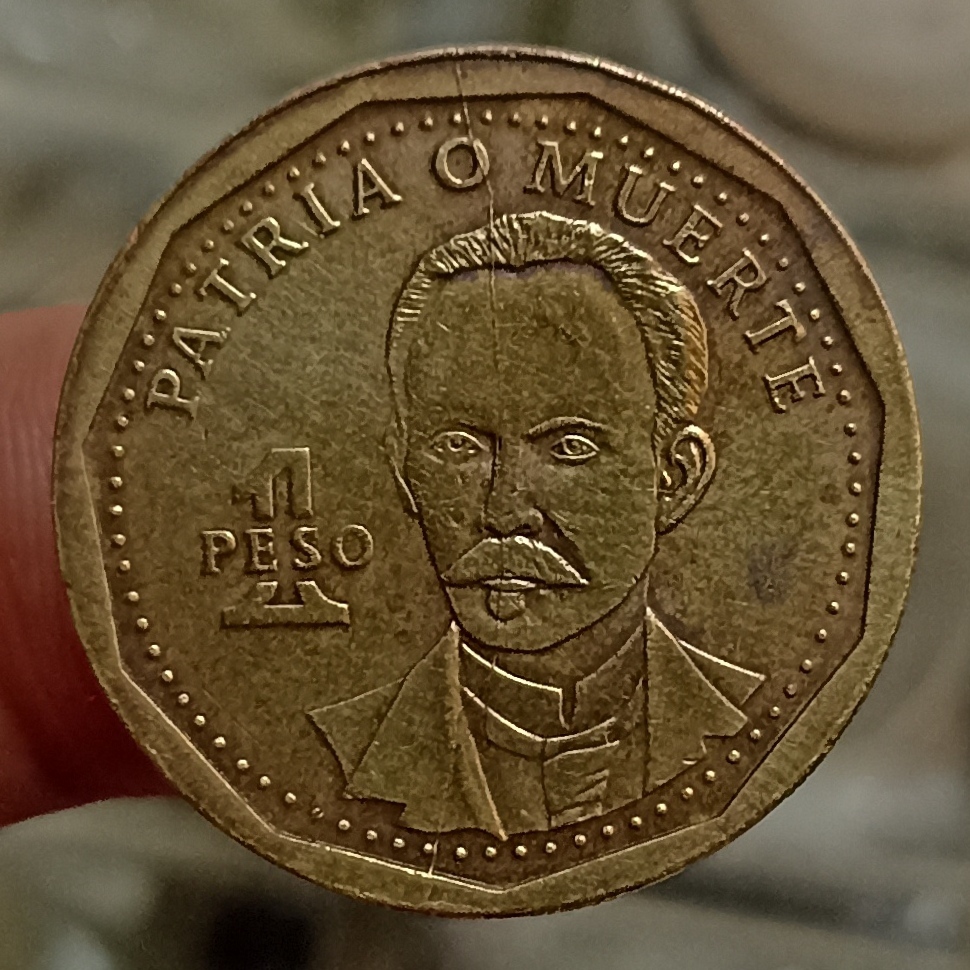 PATRIA O MUERTE
1
PESO